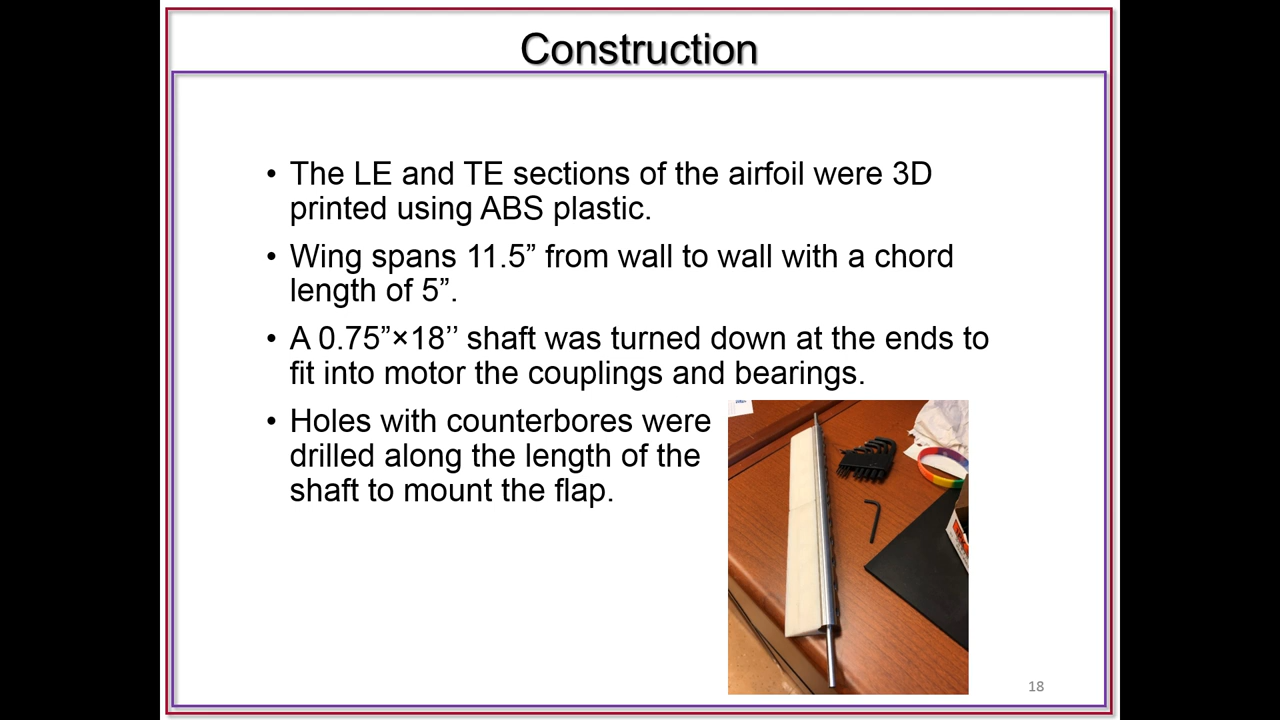 Construction
• The LE and TE sections of the airfoil were 3D
printed using ABS plastic.
• Wing spans 11.5” from wall to wall with a chord
length of 5”.
• A 0.75”×18’’ shaft was turned down at the ends to
fit into motor the couplings and bearings.
• Holes with counterbores were
drilled along the length of the
shaft to mount the flap.
18